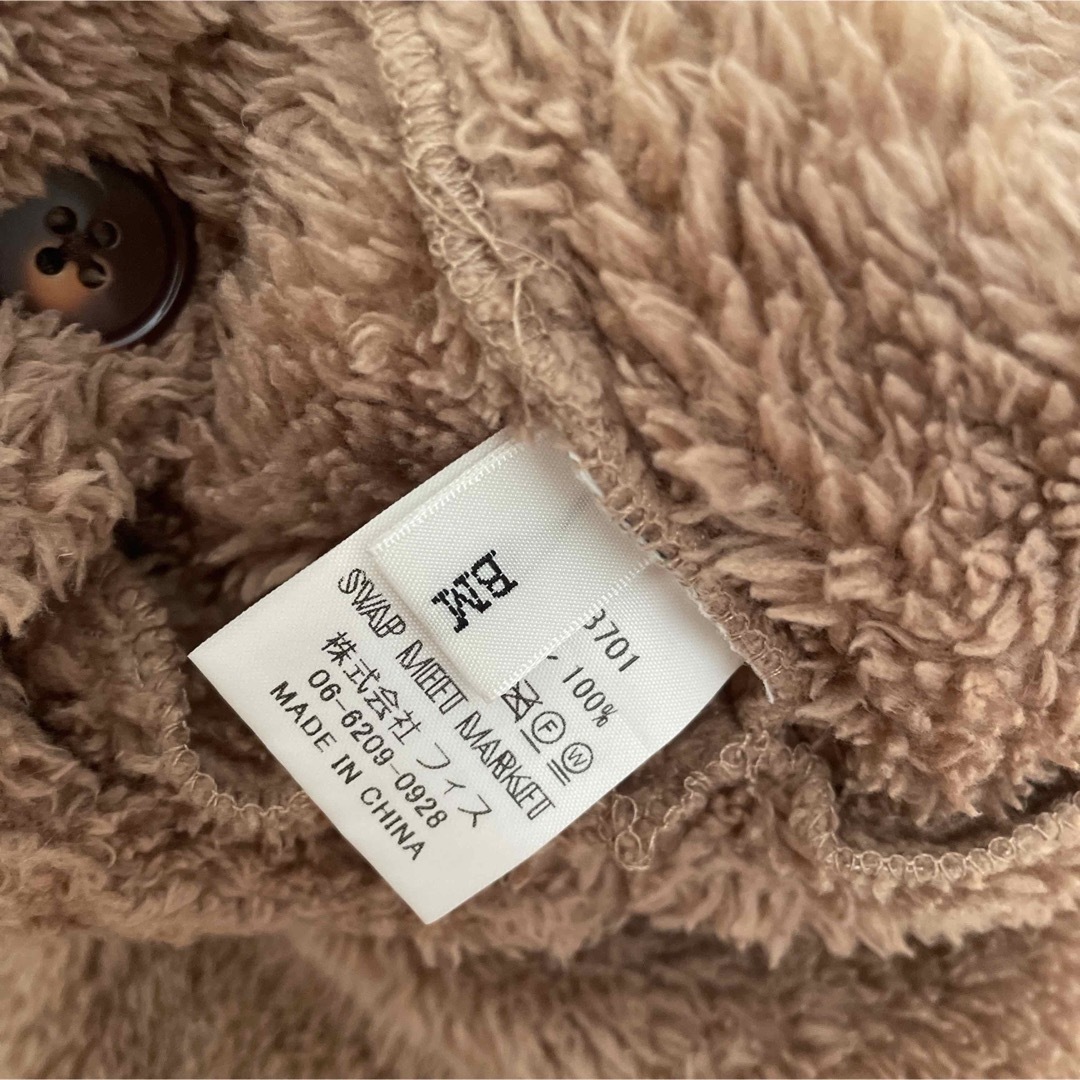 BM
3701
100%
F W
SWAP MEET MARKET
株式会社 フィス
06-6209-0928
MADE IN CHINA